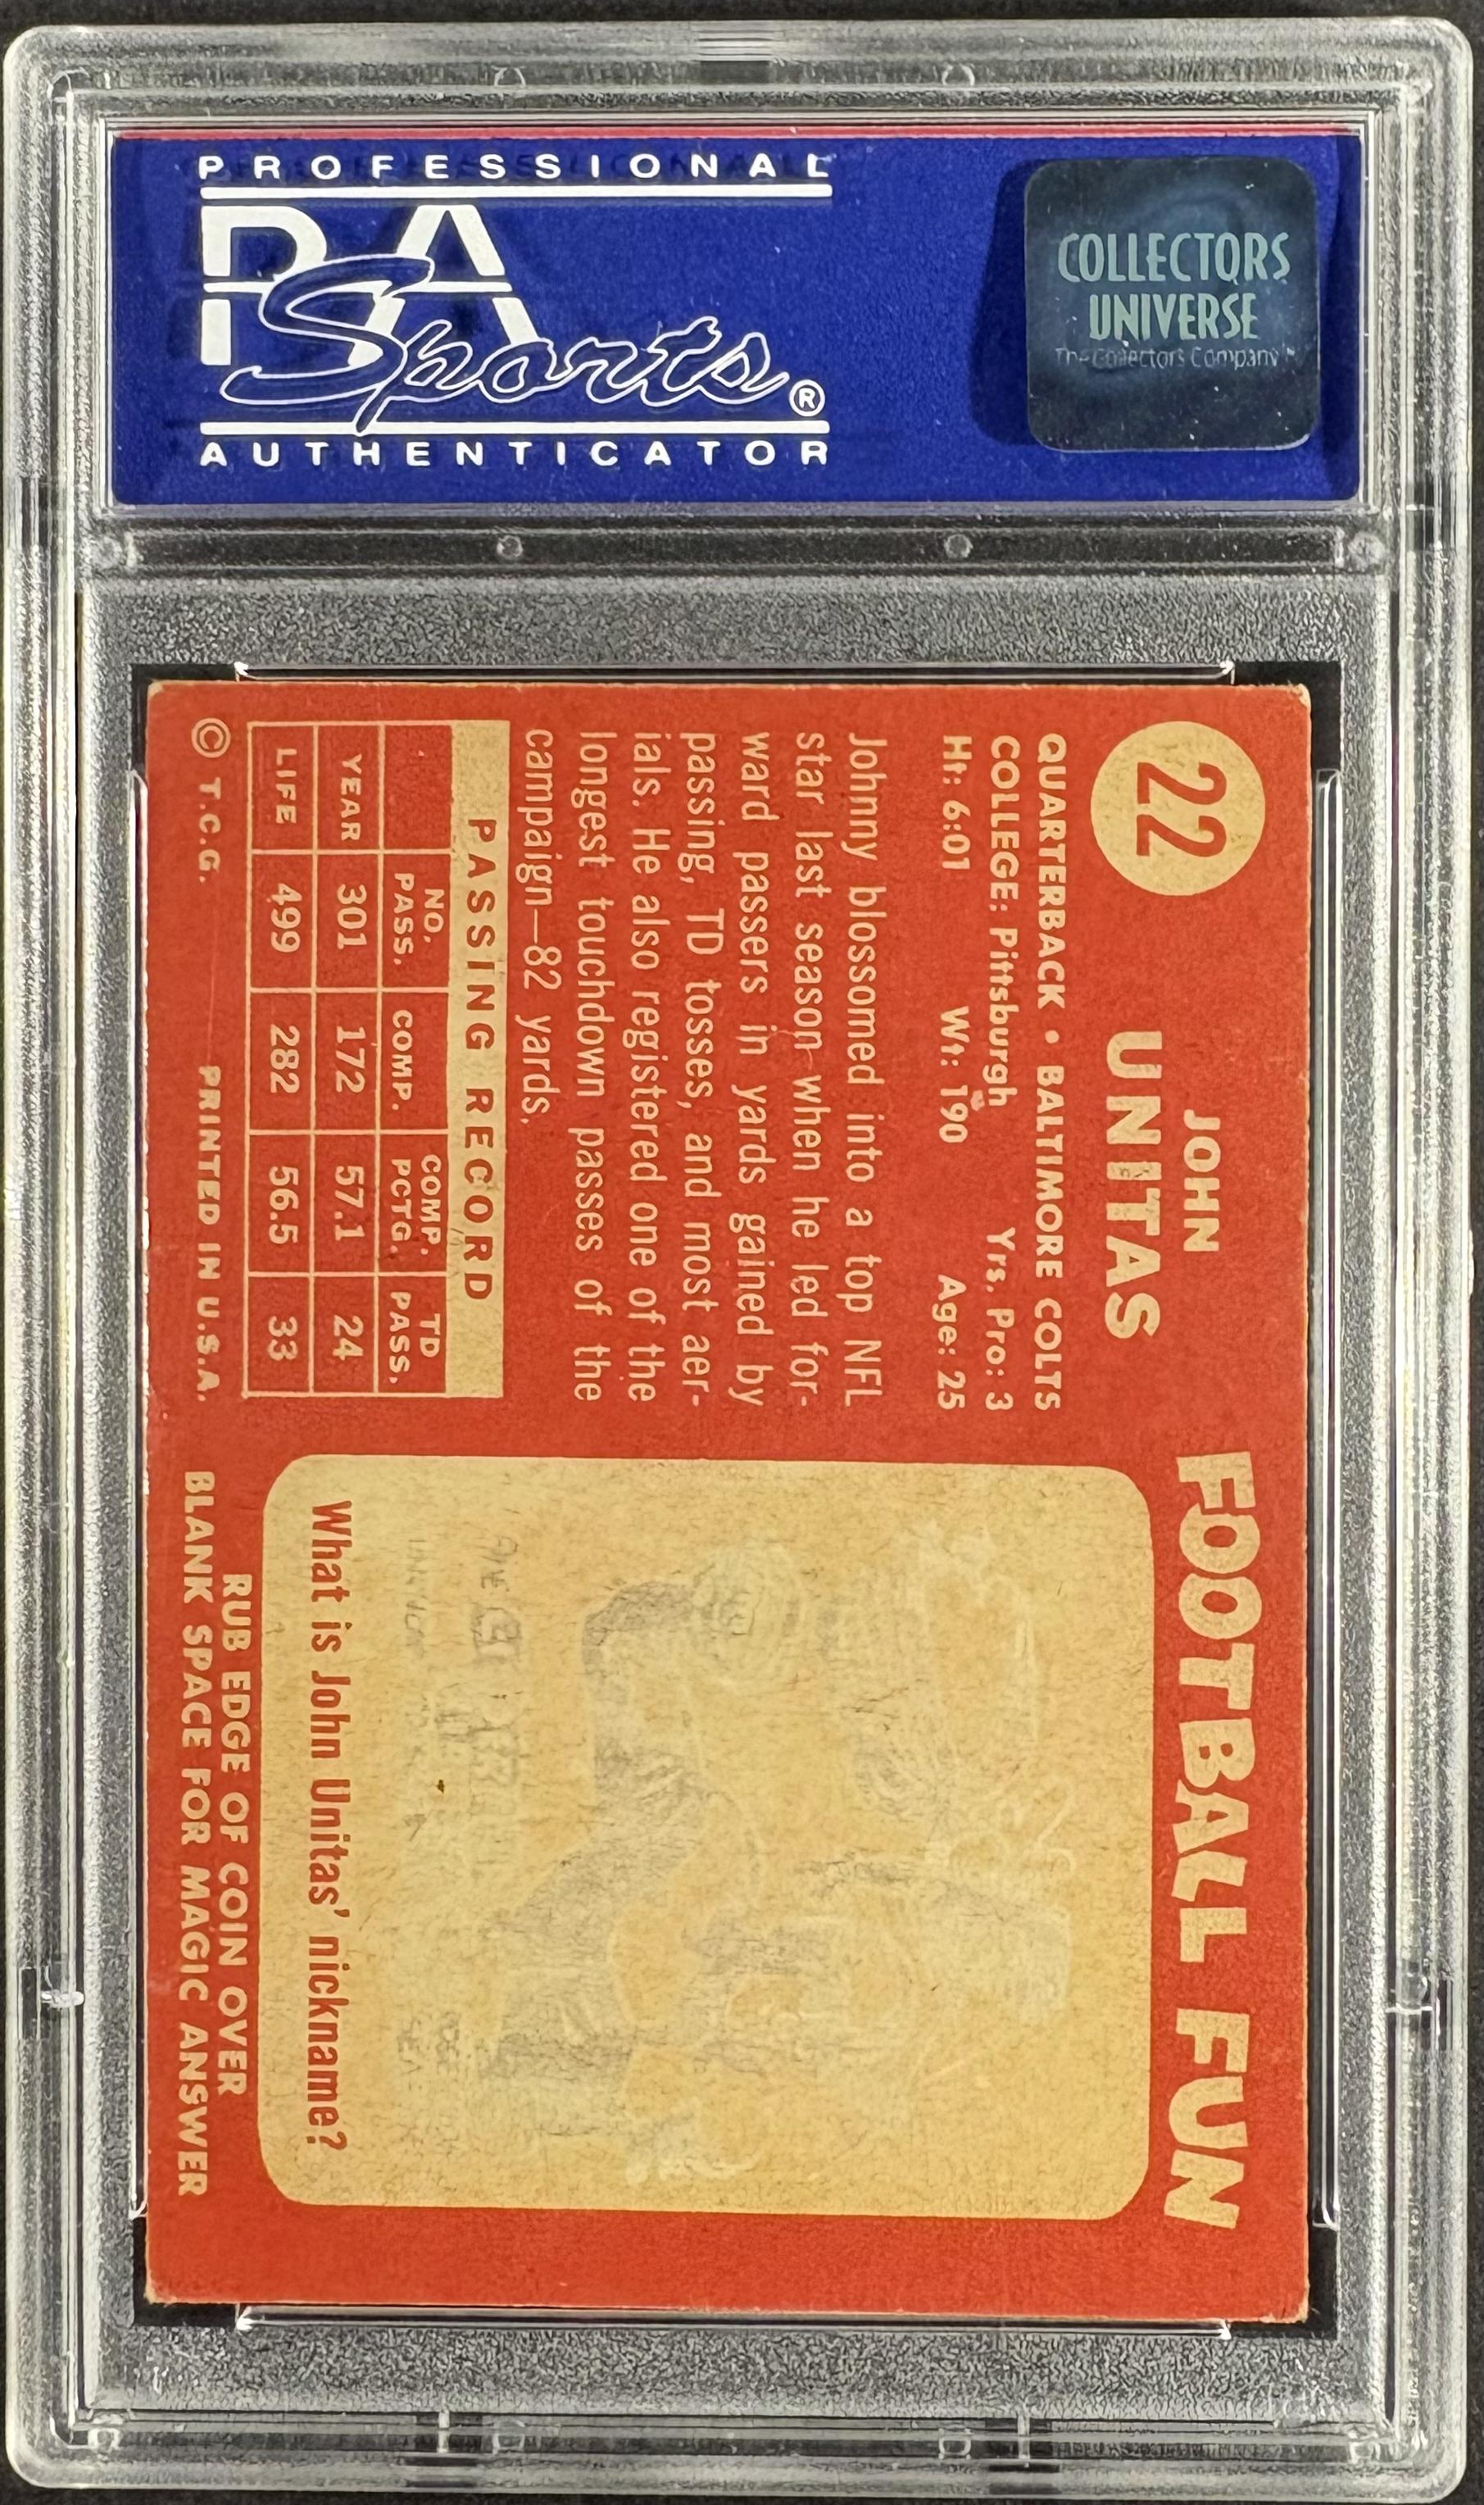 PROFESSIONAL
PSA
Sports®
AUTHENTICATOR
COLLECTORS
UNIVERSE
The Collectors Company™
22
JOHN
UNITAS
QUARTERBACK • BALTIMORE COLTS
COLLEGE: Pittsburgh Yrs. Pro: 3
Ht: 6:01 Wt: 190 Age: 25
Johnny blossomed into a top NFL
star last season when he led for-
ward passers in yards gained by
passing, TD tosses, and most aer-
ials. He also registered one of the
longest touchdown passes of the
campaign—82 yards.
PASSING RECORD
NO. PASS. COMP. COMP. PCTG. TD PASS.
YEAR 301 172 57.1 24
LIFE 499 282 56.5 33
© T.C.G. PRINTED IN U.S.A.
FOOTBALL FUN
What is John Unitas' nickname?
RUB EDGE OF COIN OVER
BLANK SPACE FOR MAGIC ANSWER